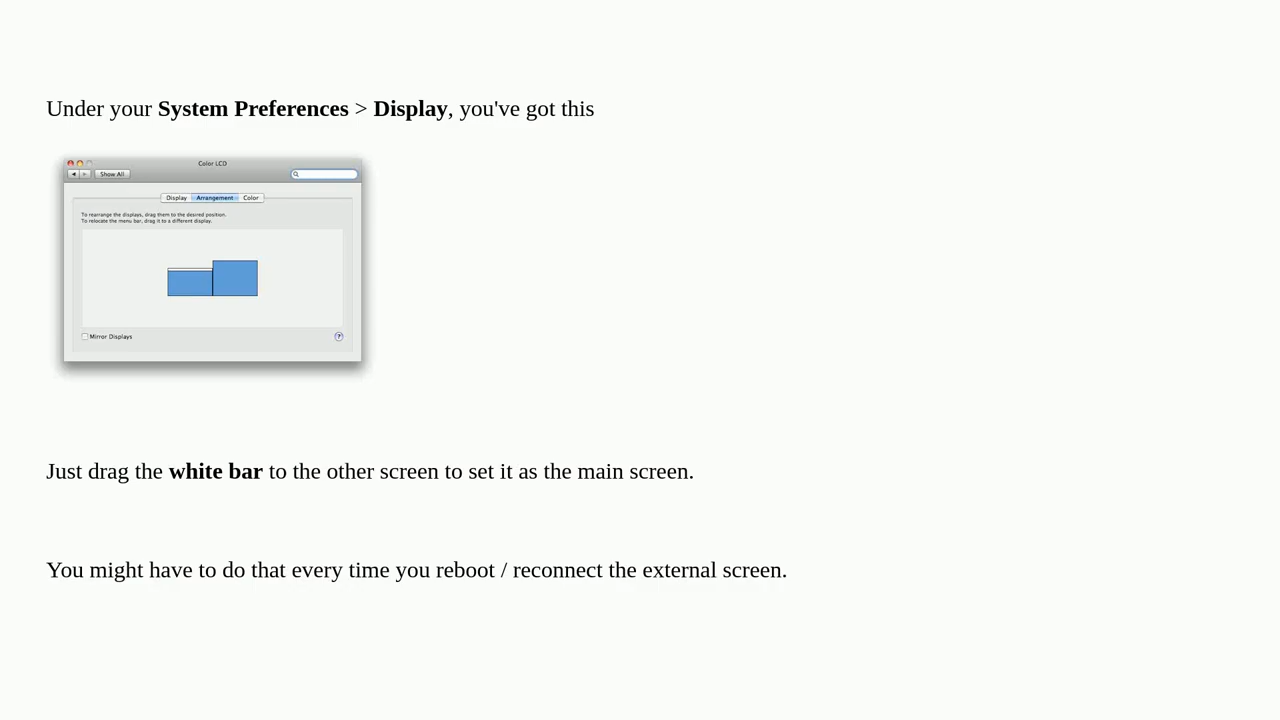 Under your System Preferences > Display, you've got this
Color LCD
Show All
Display Arrangement Color
To rearrange the displays, drag them to the desired position.
To relocate the menu bar, drag it to a different display.
Mirror Displays
?
Just drag the white bar to the other screen to set it as the main screen.
You might have to do that every time you reboot / reconnect the external screen.